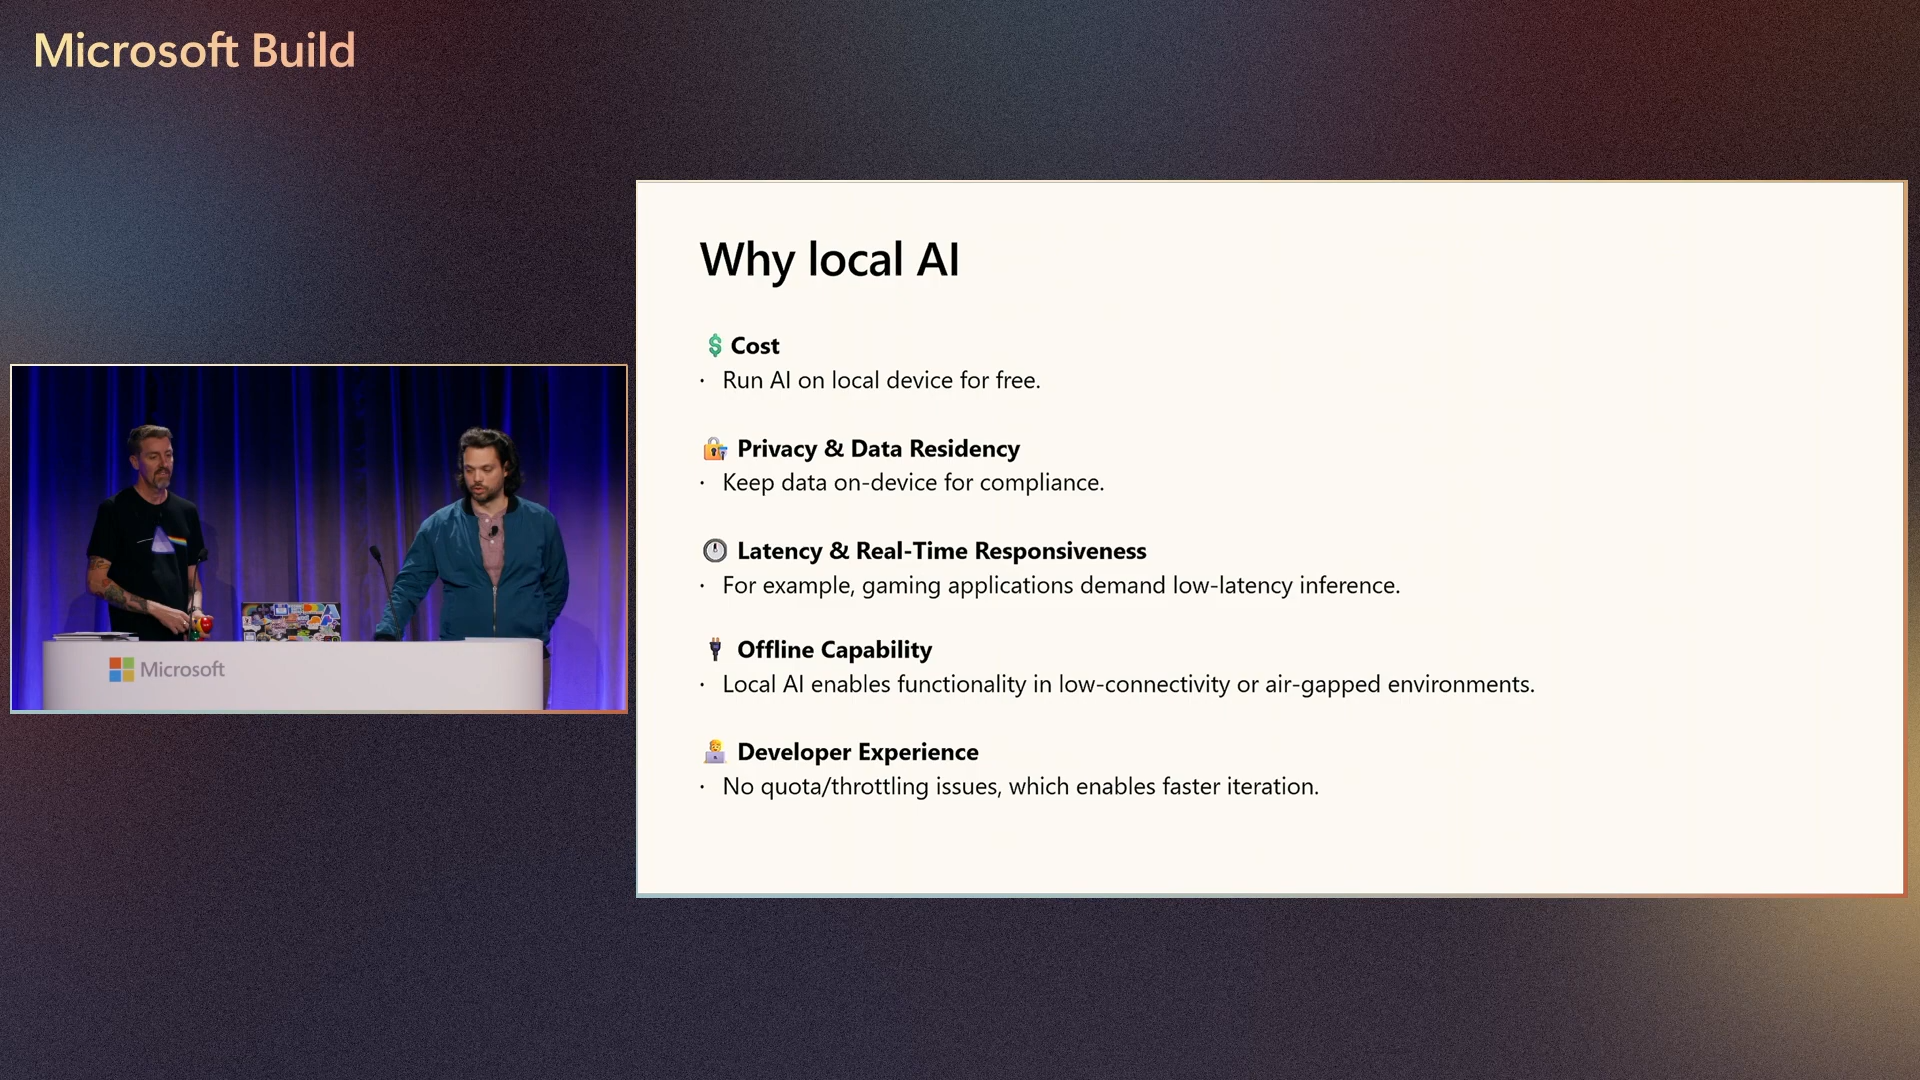 Microsoft Build
Why local AI
💲 Cost
· Run AI on local device for free.
🔐 Privacy & Data Residency
· Keep data on-device for compliance.
Latency & Real-Time Responsiveness
· For example, gaming applications demand low-latency inference.
🔌 Offline Capability
· Local AI enables functionality in low-connectivity or air-gapped environments.
🧑‍💻 Developer Experience
· No quota/throttling issues, which enables faster iteration.
Microsoft